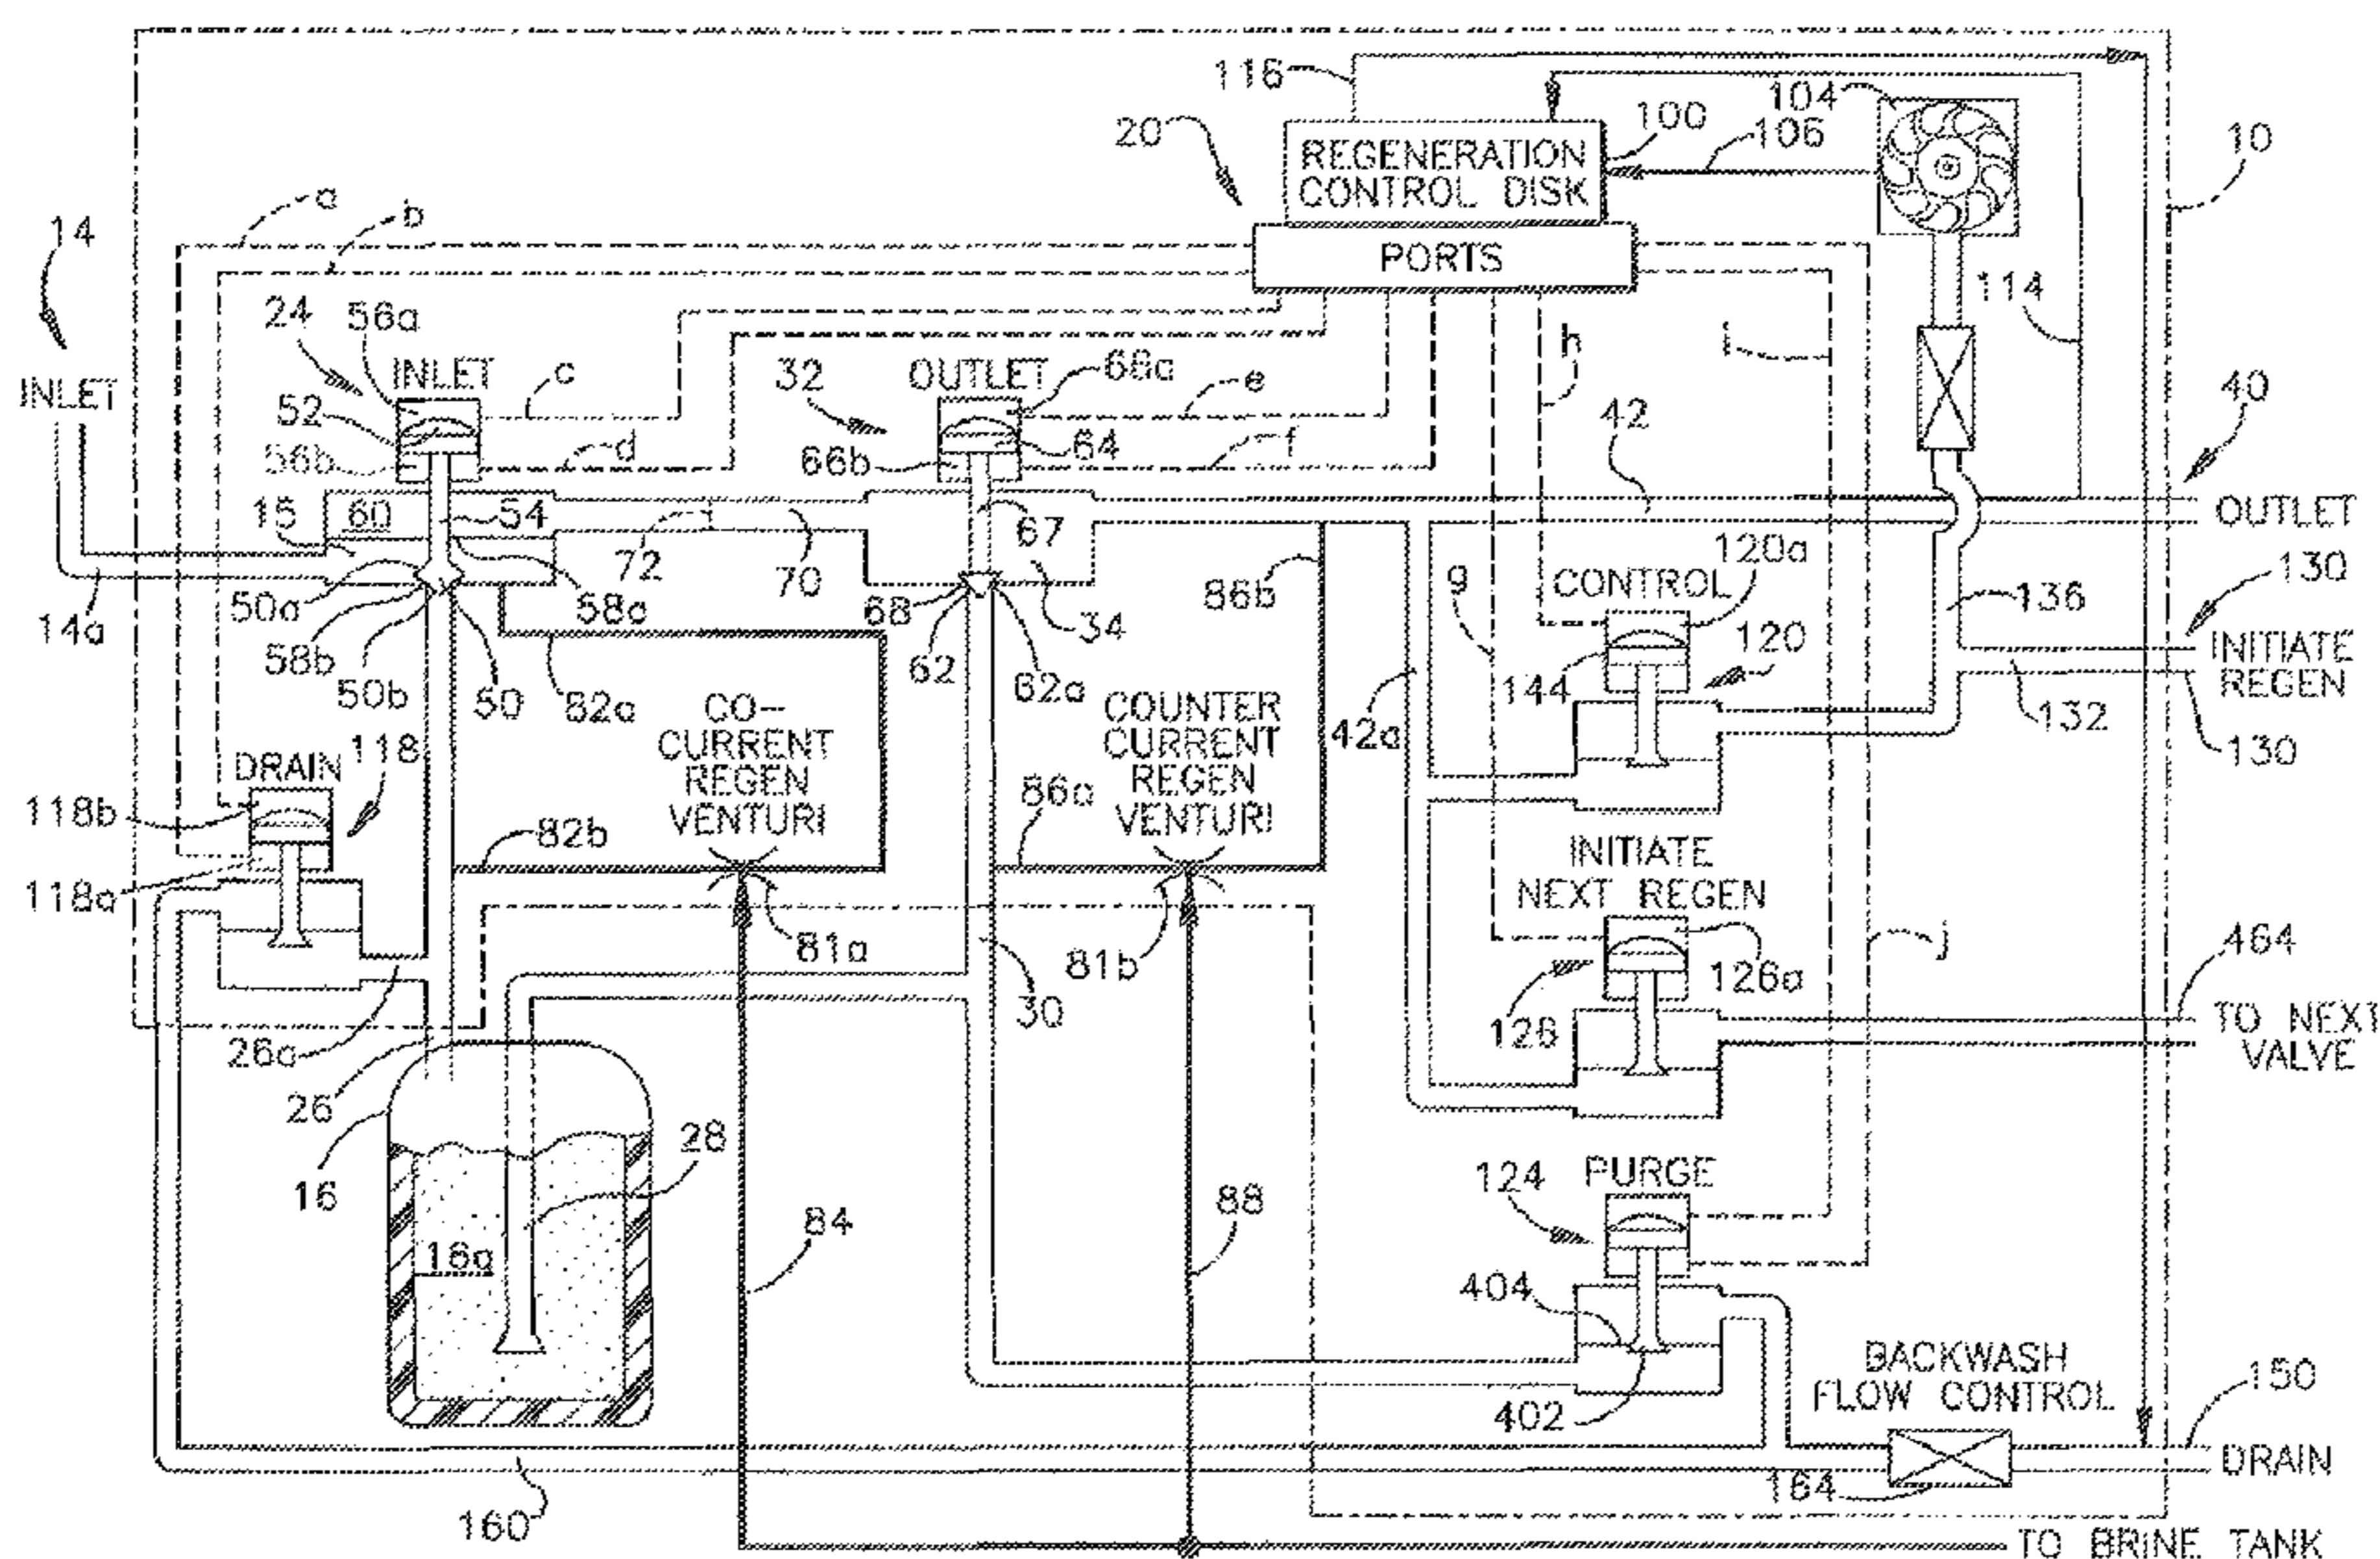 116
104
100
20
REGENERATION
CONTROL DISK
106
10
a
b
14
PORTS
24
56a
114
INLET
INLET
c
32
OUTLET
68a
e
h
i
40
52
56b
d
66b
64
f
42
15
60
54
67
OUTLET
72
70
120a
130
50a
58a
68
34
86b
g
CONTROL
136
14a
58b
62
120
INITIATE
REGEN
50b
50
82a
62a
144
CO-
CURRENT
REGEN
VENTURI
COUNTER
CURRENT
REGEN
VENTURI
42a
132
130
DRAIN
118
118b
82b
86a
INITIATE
NEXT REGEN
118a
81a
81b
126a
j
464
30
128
TO NEXT
VALVE
26a
26
16
28
PURGE
124
16a
84
88
404
402
BACKWASH
FLOW CONTROL
150
DRAIN
164
160
TO BRINE TANK